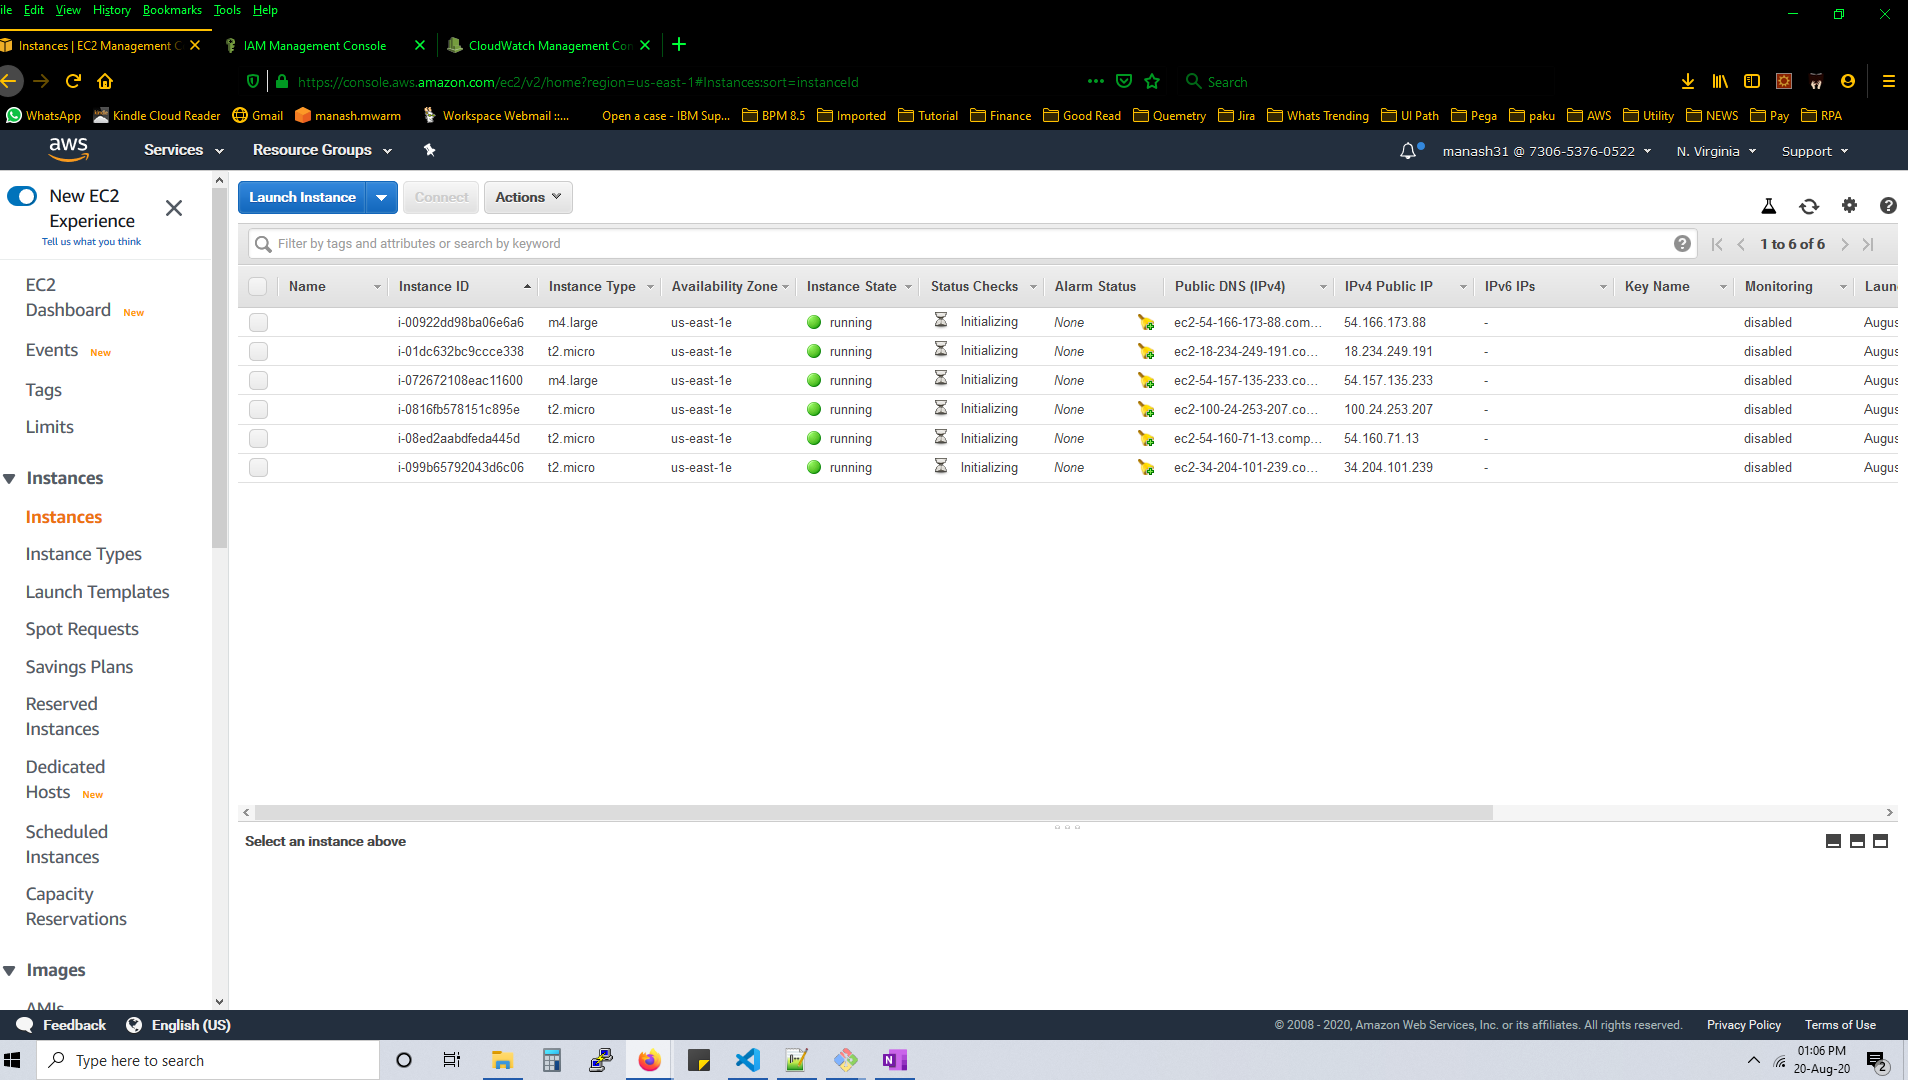 ile Edit View History Bookmarks Tools Help
Instances | EC2 Management C IAM Management Console CloudWatch Management Con
https://console.aws.amazon.com/ec2/v2/home?region=us-east-1#Instances:sort=instanceId Search
WhatsApp Kindle Cloud Reader Gmail manash.mwarm Workspace Webmail ::... Open a case - IBM Sup... BPM 8.5 Imported Tutorial Finance Good Read Quemetry Jira Whats Trending UI Path Pega paku AWS Utility NEWS Pay RPA
aws Services Resource Groups manash31 @ 7306-5376-0522 N. Virginia Support
New EC2
Experience
Tell us what you think
EC2
Dashboard New
Events New
Tags
Limits
Instances
Instances
Instance Types
Launch Templates
Spot Requests
Savings Plans
Reserved
Instances
Dedicated
Hosts New
Scheduled
Instances
Capacity
Reservations
Images
AMIs
Launch Instance Connect Actions
Filter by tags and attributes or search by keyword 1 to 6 of 6
Name Instance ID Instance Type Availability Zone Instance State Status Checks Alarm Status Public DNS (IPv4) IPv4 Public IP IPv6 IPs Key Name Monitoring Laun
i-00922dd98ba06e6a6 m4.large us-east-1e running Initializing None ec2-54-166-173-88.com... 54.166.173.88 - disabled Augus
i-01dc632bc9ccce338 t2.micro us-east-1e running Initializing None ec2-18-234-249-191.co... 18.234.249.191 - disabled Augus
i-072672108eac11600 m4.large us-east-1e running Initializing None ec2-54-157-135-233.co... 54.157.135.233 - disabled Augus
i-0816fb578151c895e t2.micro us-east-1e running Initializing None ec2-100-24-253-207.co... 100.24.253.207 - disabled Augus
i-08ed2aabdfeda445d t2.micro us-east-1e running Initializing None ec2-54-160-71-13.comp... 54.160.71.13 - disabled Augus
i-099b65792043d6c06 t2.micro us-east-1e running Initializing None ec2-34-204-101-239.co... 34.204.101.239 - disabled Augus
Select an instance above
Feedback English (US) © 2008 - 2020, Amazon Web Services, Inc. or its affiliates. All rights reserved. Privacy Policy Terms of Use
Type here to search
01:06 PM
20-Aug-20
2